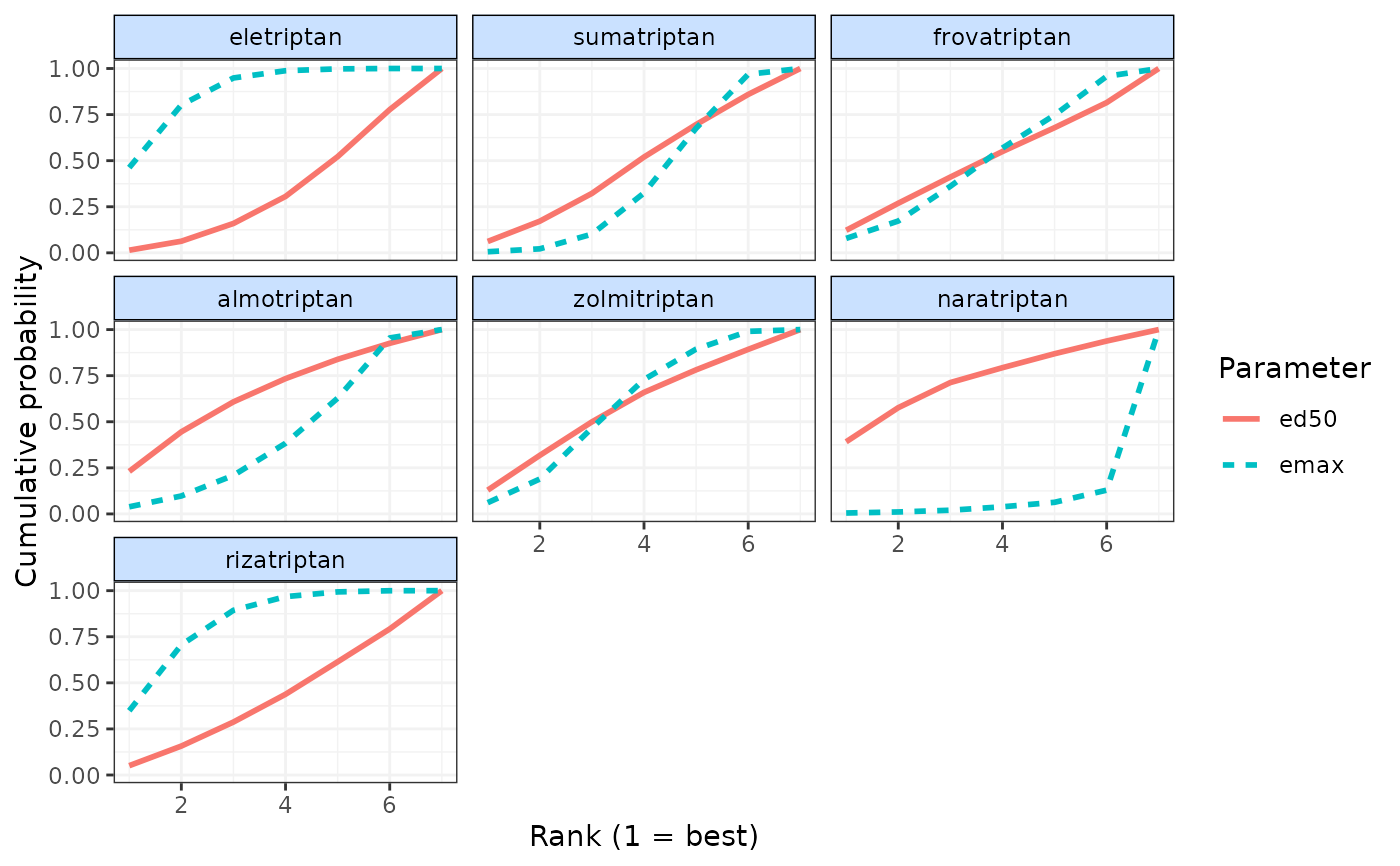 eletriptan
sumatriptan
frovatriptan
1.00
0.75
0.50
0.25
0.00
almotriptan
zolmitriptan
naratriptan
1.00
0.75
0.50
0.25
0.00
2
4
6
2
4
6
rizatriptan
1.00
0.75
0.50
0.25
0.00
2
4
6
Cumulative probability
Rank (1 = best)
Parameter
ed50
emax